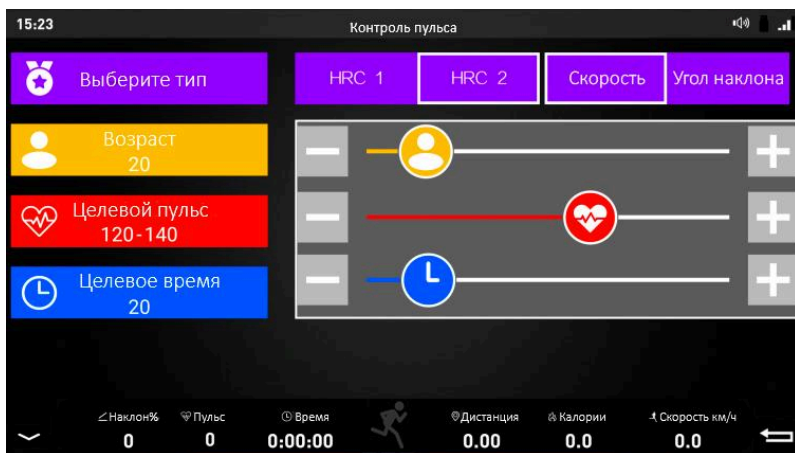 15:23
Контроль пульса
Выберите тип
HRC 1
HRC 2
Скорость
Угол наклона
Возраст
20
Целевой пульс
120-140
Целевое время
20
Наклон% Пульс Время Дистанция Калории Скорость км/ч
0 0 0:00:00 0.00 0.0 0.0